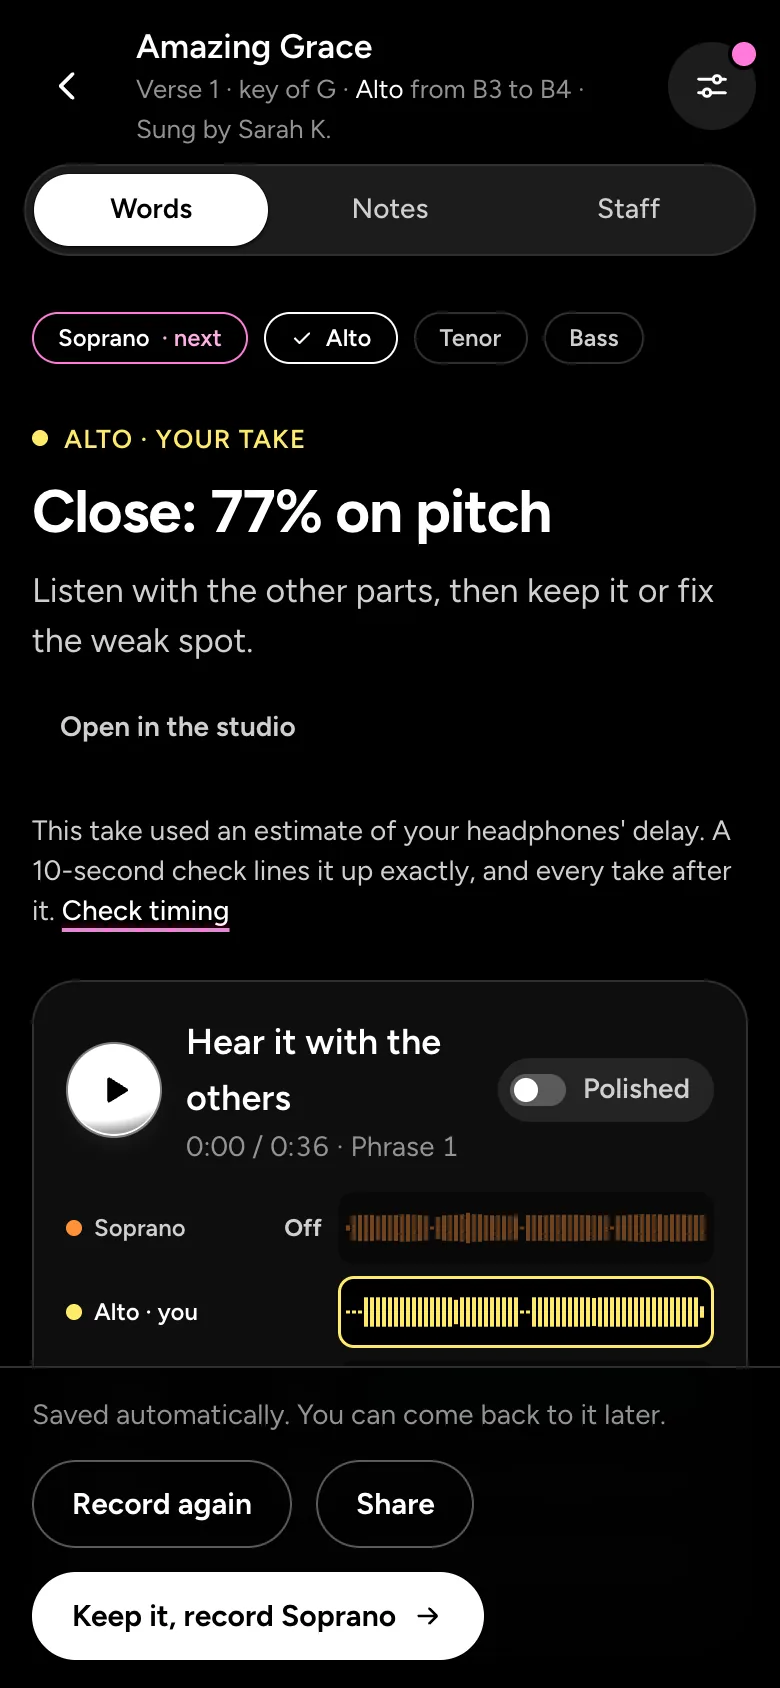 Amazing Grace
Verse 1 · key of G · Alto from B3 to B4 ·
Sung by Sarah K.
Words
Notes
Staff
Soprano · next
Alto
Tenor
Bass
ALTO · YOUR TAKE
Close: 77% on pitch
Listen with the other parts, then keep it or fix
the weak spot.
Open in the studio
This take used an estimate of your headphones' delay. A
10-second check lines it up exactly, and every take after
it. Check timing
Hear it with the
others
0:00 / 0:36 · Phrase 1
Polished
Soprano
Off
Alto · you
Saved automatically. You can come back to it later.
Record again
Share
Keep it, record Soprano →